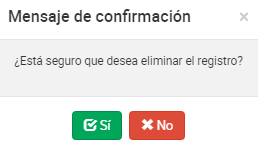 Mensaje de confirmación ×
¿Está seguro que desea eliminar el registro?
Sí No